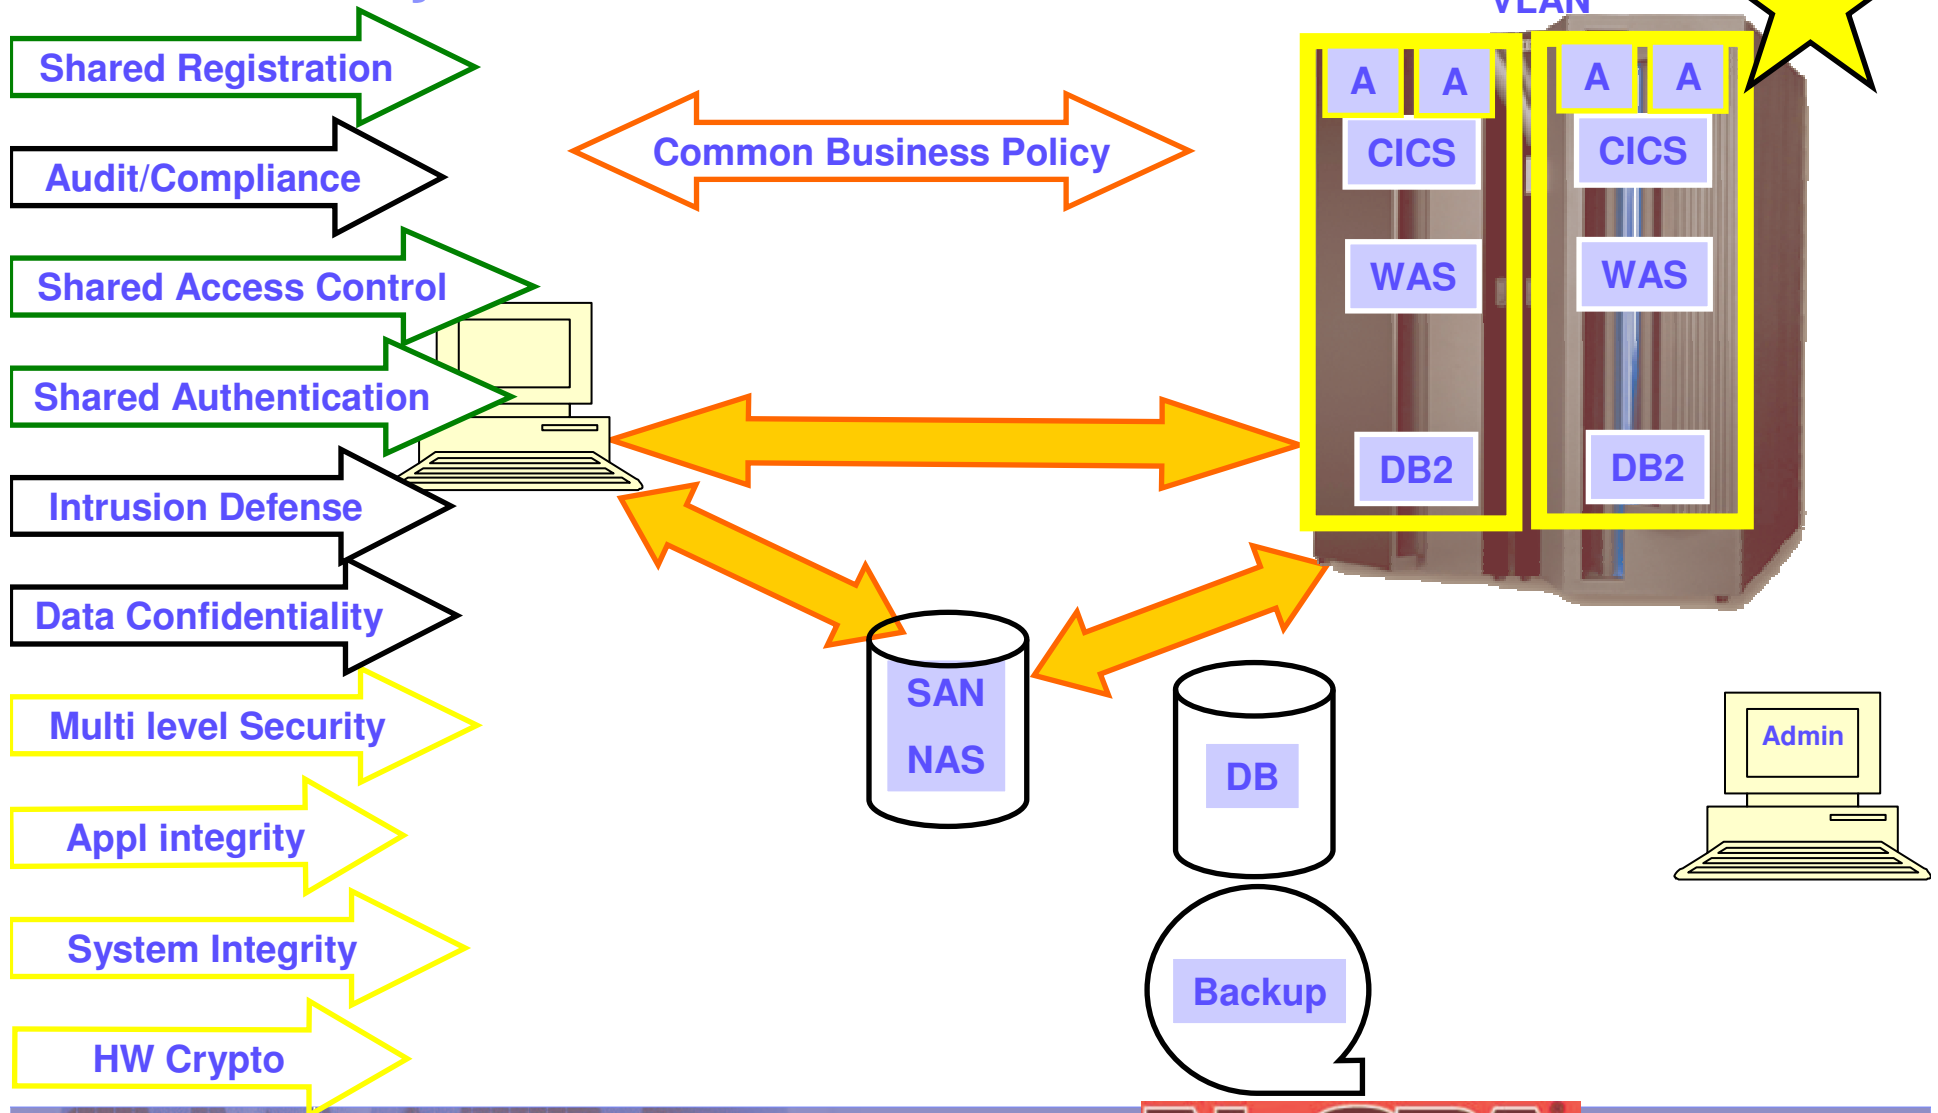 VLAN
Shared Registration
Audit/Compliance
Shared Access Control
Shared Authentication
Intrusion Defense
Data Confidentiality
Multi level Security
Appl integrity
System Integrity
HW Crypto
Common Business Policy
A A
CICS
WAS
DB2
A A
CICS
WAS
DB2
SAN
NAS
DB
Backup
Admin